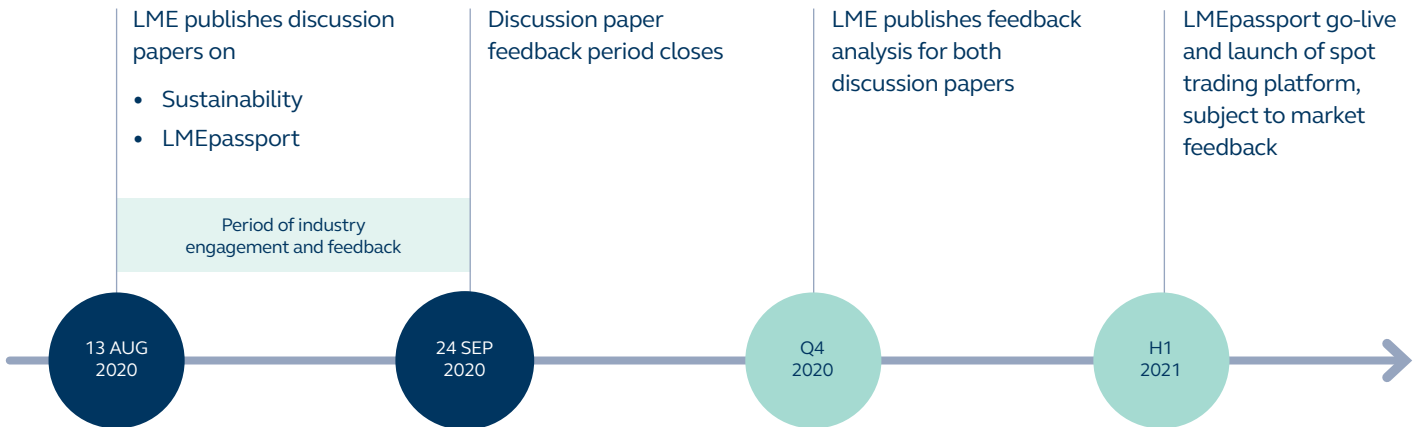 LME publishes discussion
papers on
• Sustainability
• LMEpassport
Discussion paper
feedback period closes
LME publishes feedback
analysis for both
discussion papers
LMEpassport go-live
and launch of spot
trading platform,
subject to market
feedback
Period of industry
engagement and feedback
13 AUG
2020
24 SEP
2020
Q4
2020
H1
2021